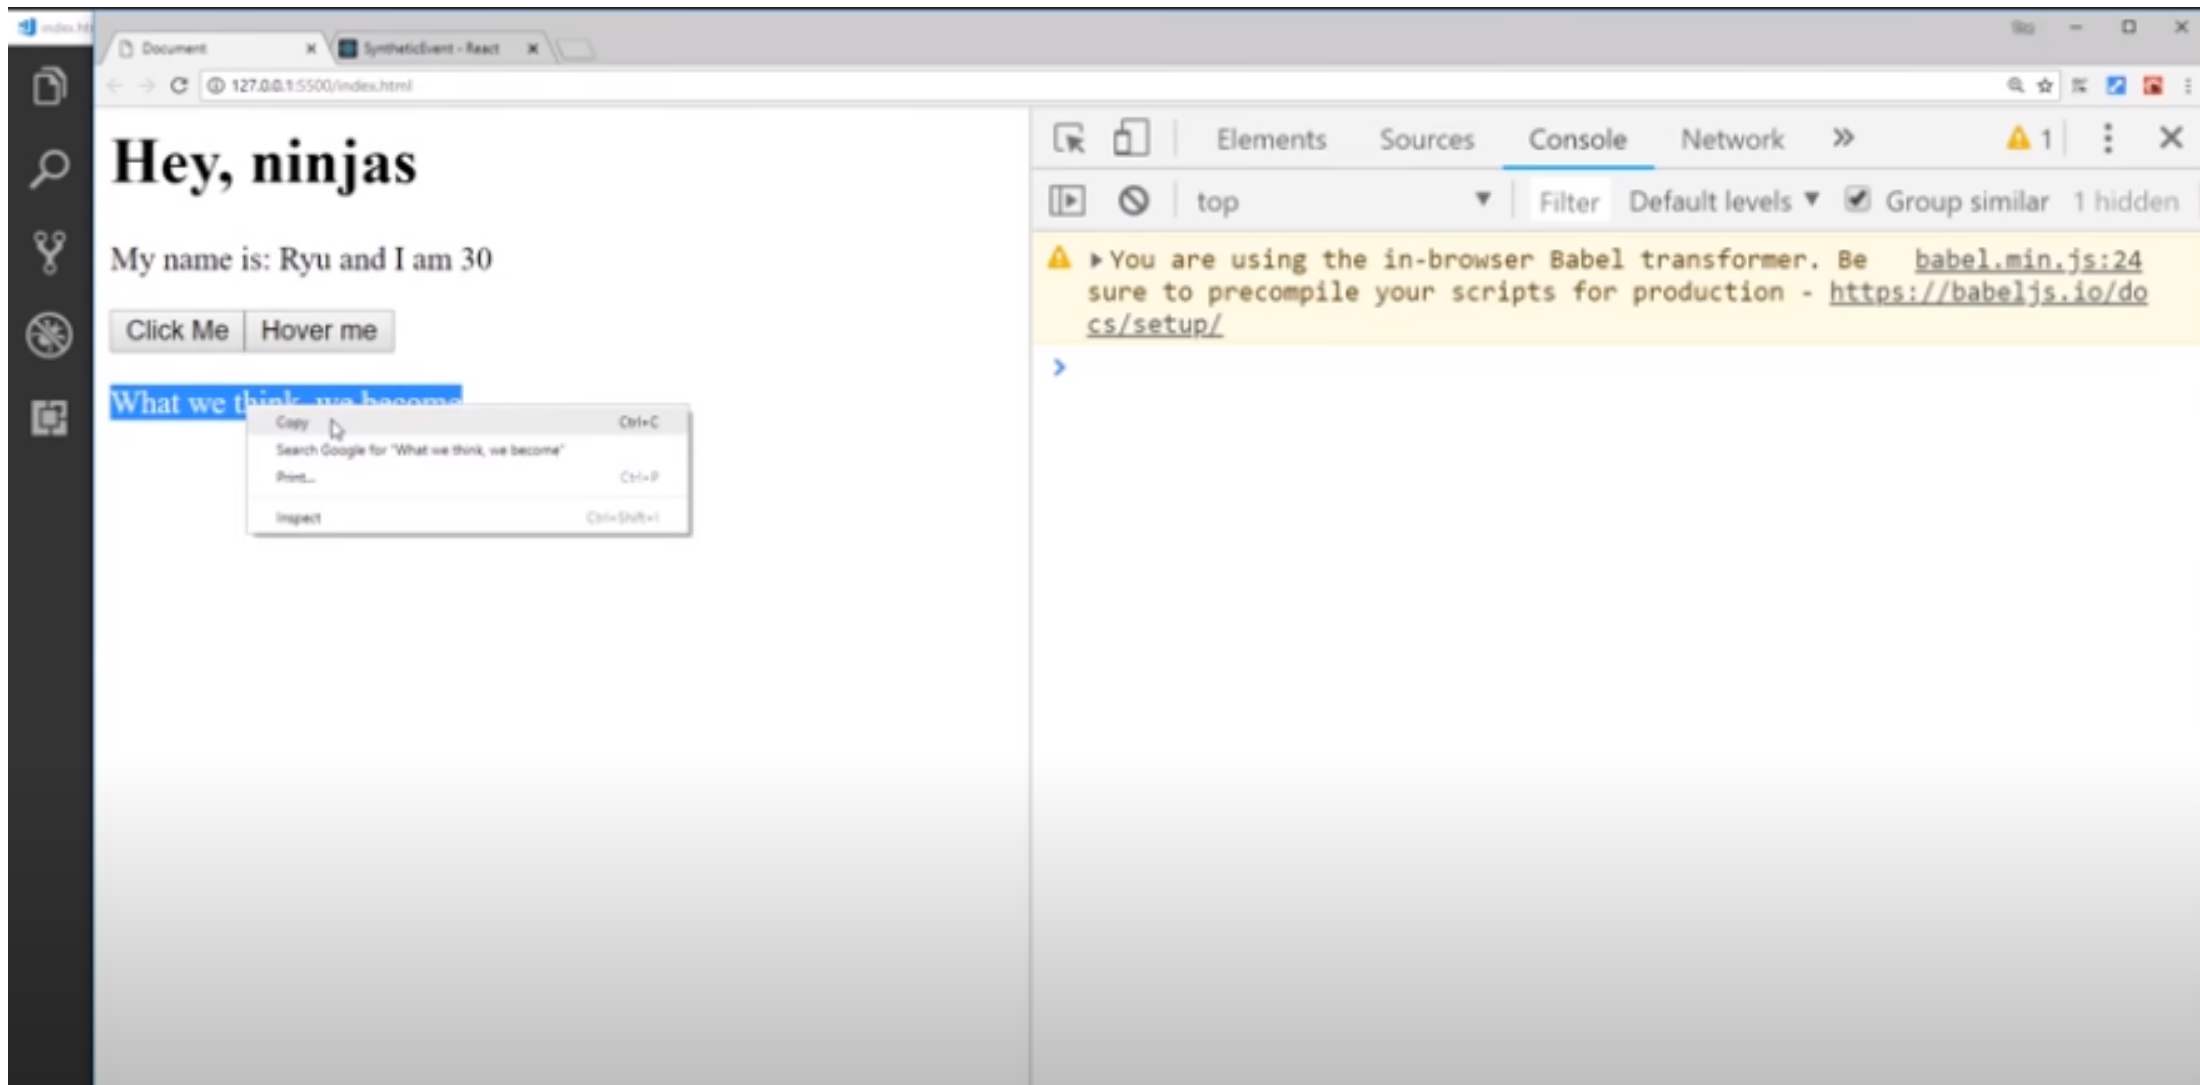 index.ht
Document
SyntheticEvent - React
127.0.0.1:5500/index.html
Hey, ninjas
My name is: Ryu and I am 30
Click Me
Hover me
What we think, we become
Copy Ctrl+C
Search Google for "What we think, we become"
Print... Ctrl+P
Inspect Ctrl+Shift+I
Elements Sources Console Network 1
top Filter Default levels Group similar 1 hidden
You are using the in-browser Babel transformer. Be babel.min.js:24
sure to precompile your scripts for production - https://babeljs.io/do
cs/setup/